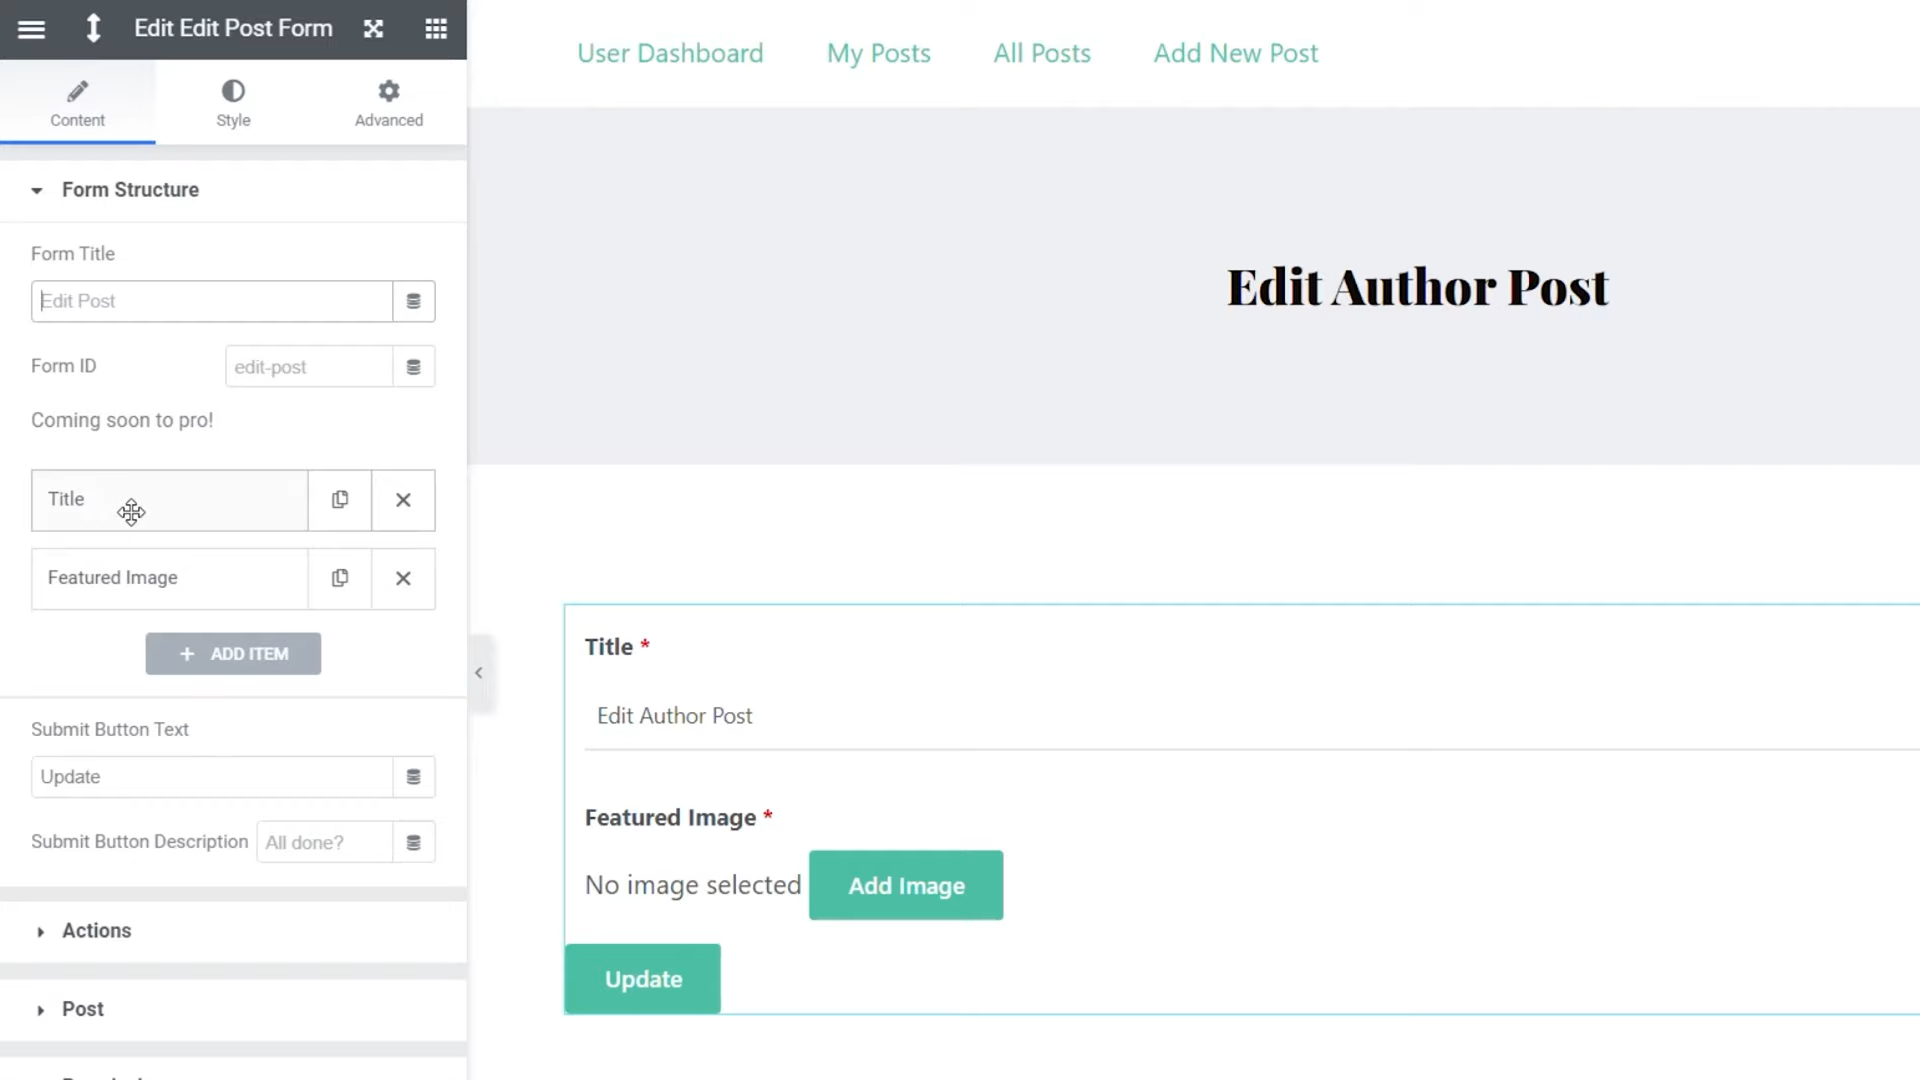 Edit Edit Post Form
User Dashboard My Posts All Posts Add New Post
Content Style Advanced
Form Structure
Form Title
Edit Post
Form ID edit-post
Coming soon to pro!
Title
Featured Image
+ ADD ITEM
Submit Button Text
Update
Submit Button Description All done?
Actions
Post
Edit Author Post
Title *
Edit Author Post
Featured Image *
No image selected Add Image
Update